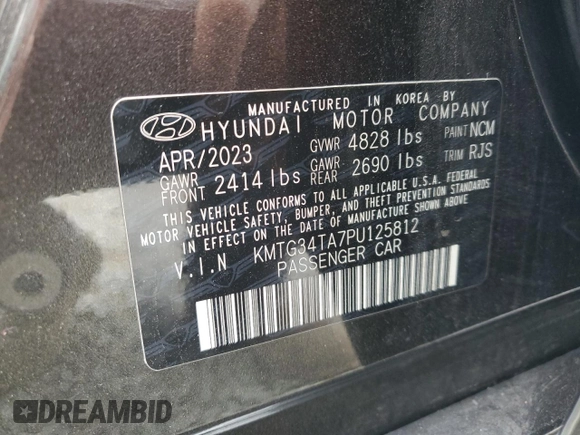 MANUFACTURED IN KOREA BY
HYUNDAI MOTOR COMPANY
APR/2023 GVWR 4828 lbs PAINT NCM
GAWR FRONT 2414 lbs GAWR REAR 2690 lbs TRIM RJS
THIS VEHICLE CONFORMS TO ALL APPLICABLE U.S.A. FEDERAL
MOTOR VEHICLE SAFETY, BUMPER, AND THEFT PREVENTION STANDARDS
IN EFFECT ON THE DATE OF MANUFACTURE SHOWN ABOVE.
V.I.N KMTG34TA7PU125812
PASSENGER CAR
DREAMBID